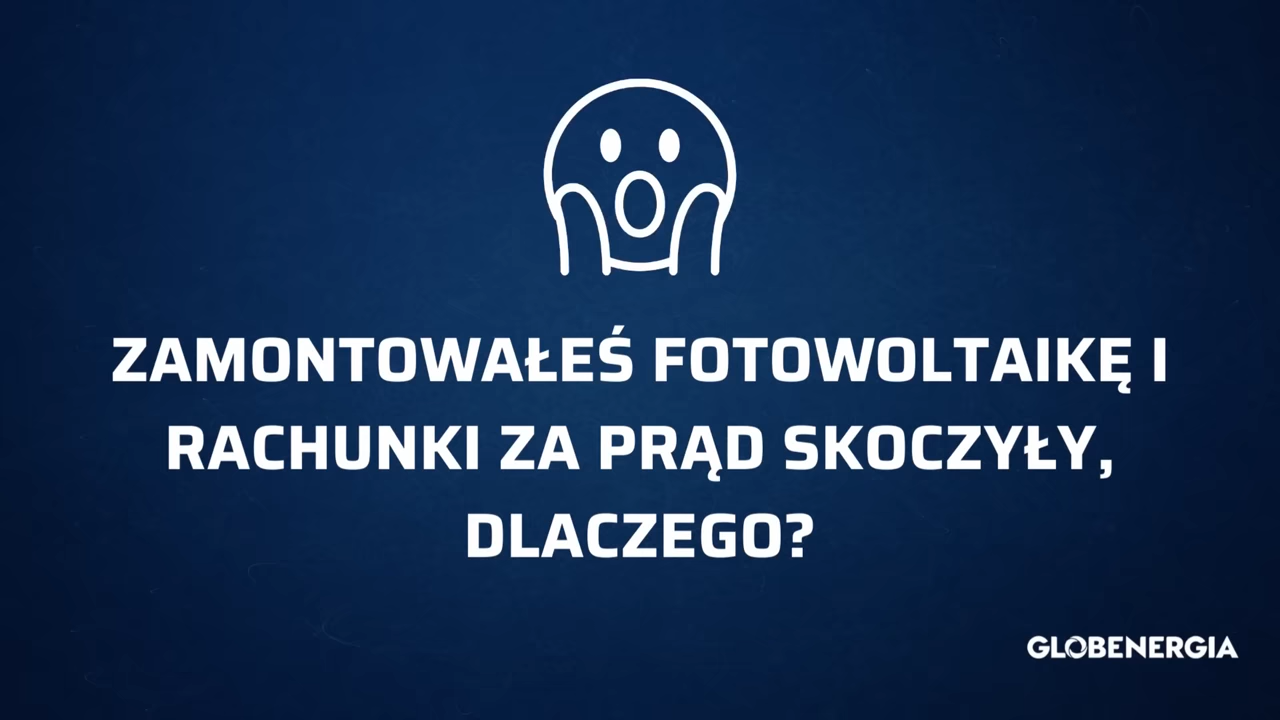 ZAMONTOWAŁEŚ FOTOWOLTAIKĘ I
RACHUNKI ZA PRĄD SKOCZYŁY,
DLACZEGO?
GLOBENERGIA